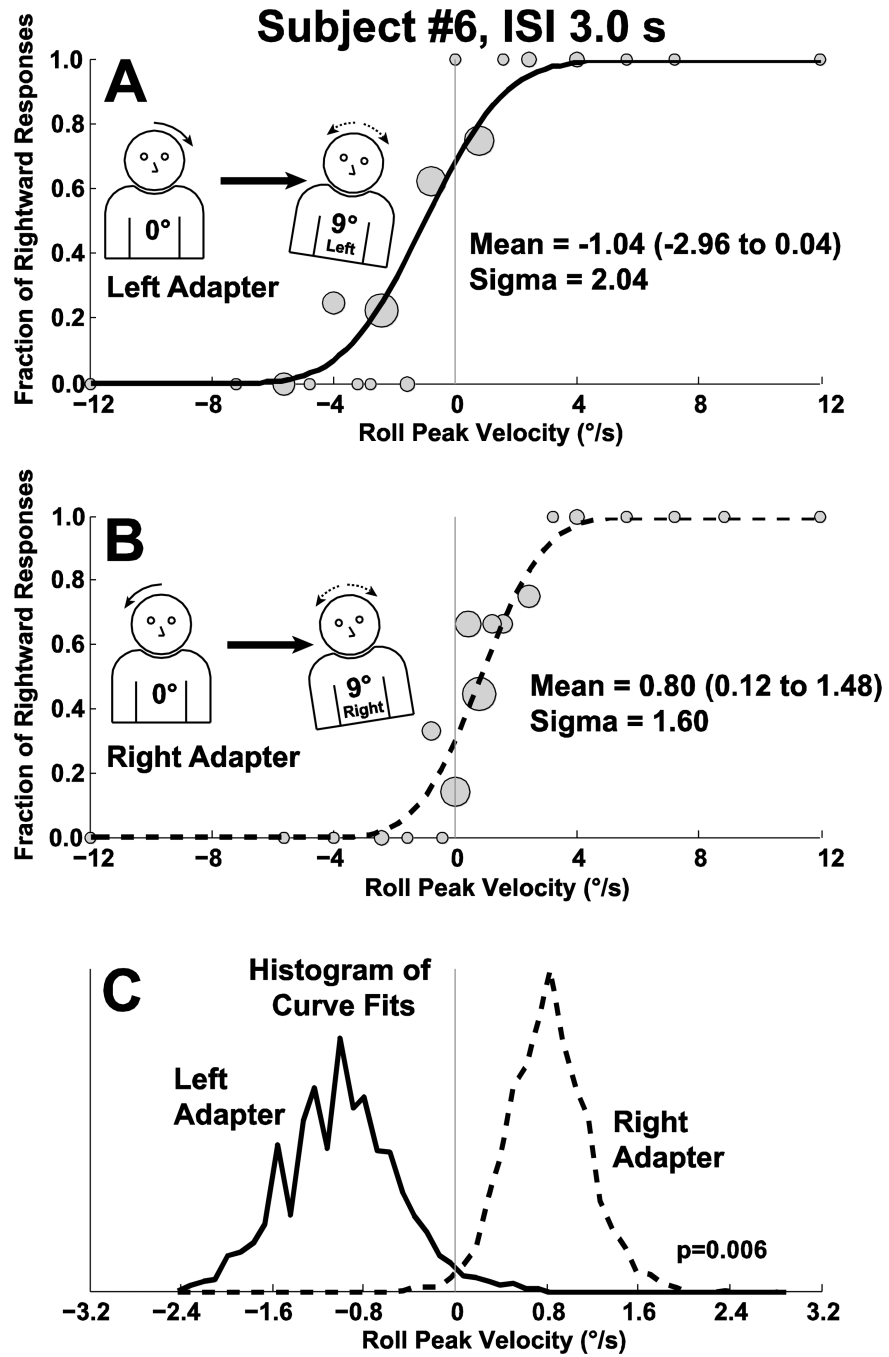 Subject #6, ISI 3.0 s
A
Fraction of Rightward Responses
1.0
0.8
0.6
0.4
0.2
0.0
0°
9°
Left
Left Adapter
Mean = -1.04 (-2.96 to 0.04)
Sigma = 2.04
−12 −8 −4 0 4 8 12
Roll Peak Velocity (°/s)
B
Fraction of Rightward Responses
1.0
0.8
0.6
0.4
0.2
0.0
0°
9°
Right
Right Adapter
Mean = 0.80 (0.12 to 1.48)
Sigma = 1.60
−12 −8 −4 0 4 8 12
Roll Peak Velocity (°/s)
C
Histogram of
Curve Fits
Left
Adapter
Right
Adapter
p=0.006
−3.2 −2.4 −1.6 −0.8 0 0.8 1.6 2.4 3.2
Roll Peak Velocity (°/s)